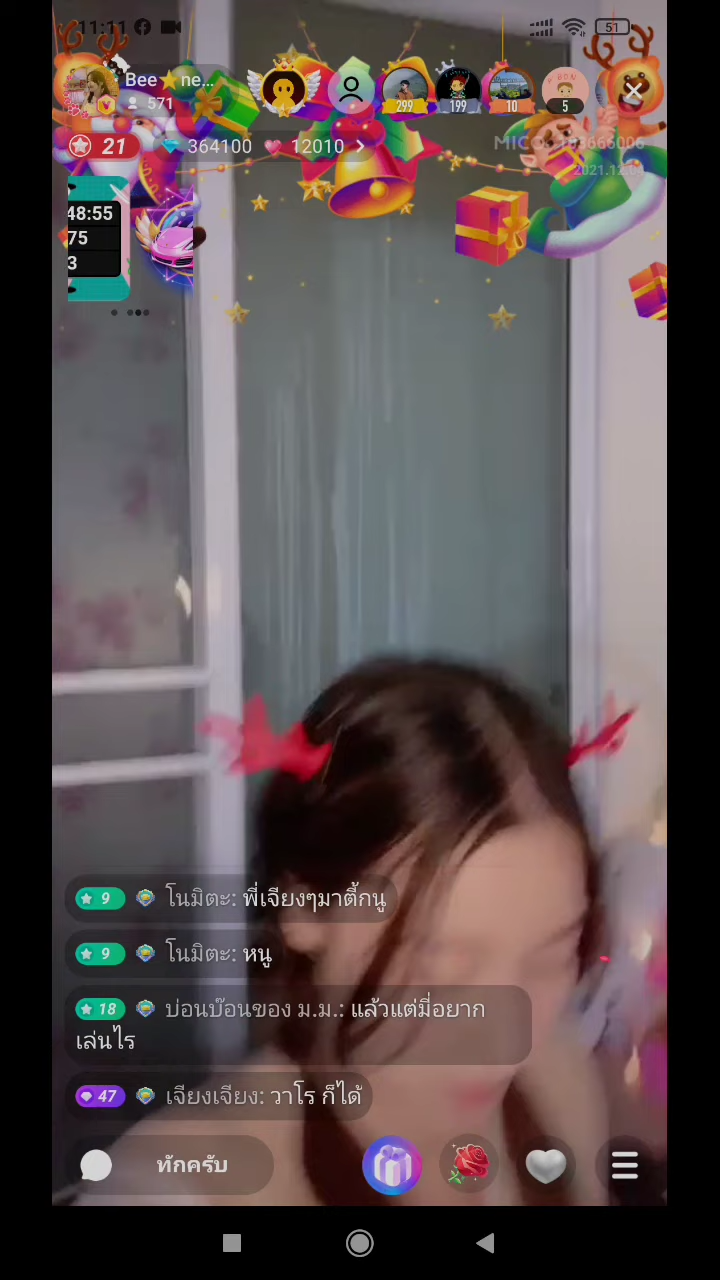 11:11
51
Bee⭐ne...
571
299
199
10
5
21
364100
12010
48:55
75
3
9 โนมิตะ: พี่เจียงๆมาตี้กนู
9 โนมิตะ: หนู
18 บ่อนบ๊อนของ ม.ม.: แล้วแต่มี่อยาก
เล่นไร
47 เจียงเจียง: วาโร ก็ได้
ทักครับ